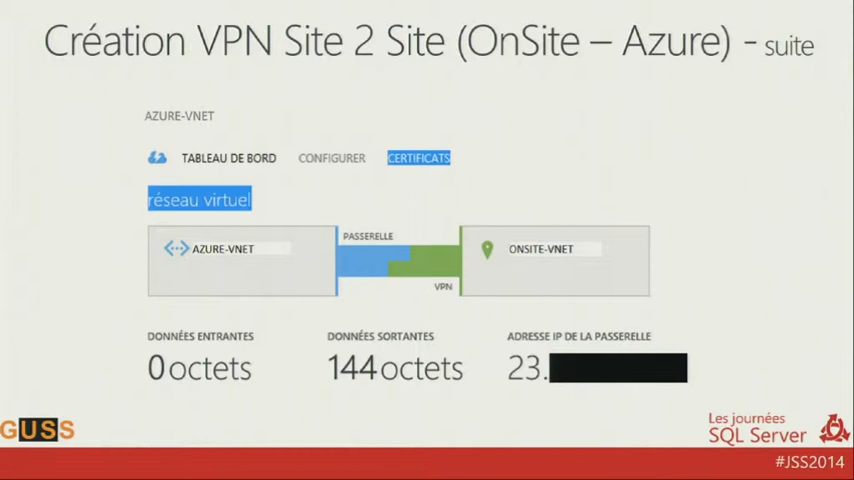 Création VPN Site 2 Site (OnSite – Azure) - suite
AZURE-VNET
TABLEAU DE BORD CONFIGURER CERTIFICATS
réseau virtuel
PASSERELLE
AZURE-VNET
ONSITE-VNET
VPN
DONNÉES ENTRANTES DONNÉES SORTANTES ADRESSE IP DE LA PASSERELLE
0 octets 144 octets 23.
GUSS
Les journées
SQL Server
#JSS2014